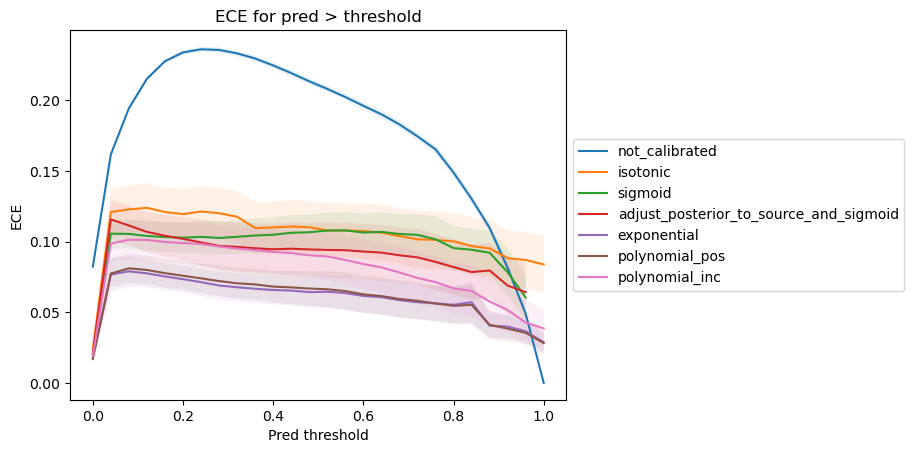 ECE for pred > threshold
ECE
0.20
0.15
0.10
0.05
0.00
0.0 0.2 0.4 0.6 0.8 1.0
Pred threshold
not_calibrated
isotonic
sigmoid
adjust_posterior_to_source_and_sigmoid
exponential
polynomial_pos
polynomial_inc